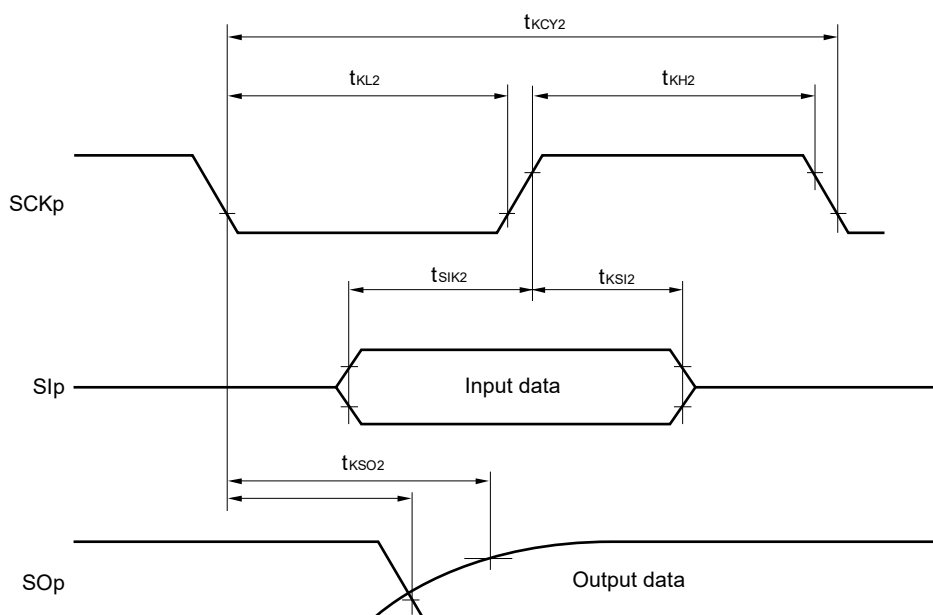 tKCY2
tKL2
tKH2
SCKp
tSIK2
tKSI2
SIp
Input data
tKSO2
SOp
Output data